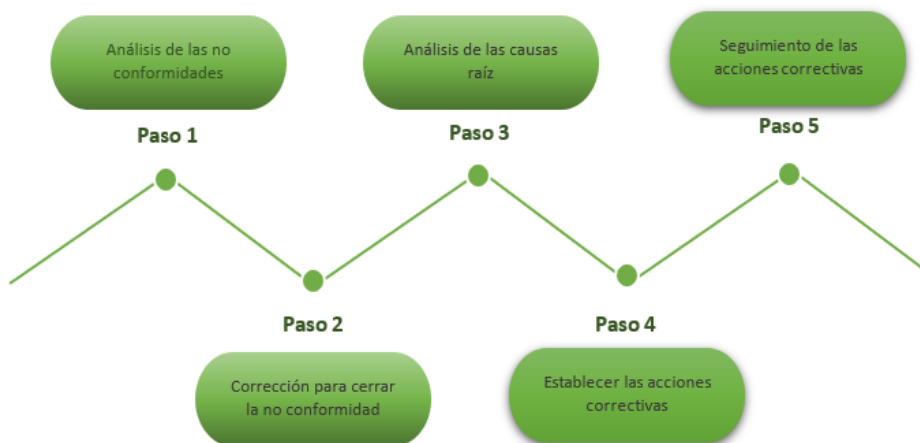 Análisis de las no
conformidades
Paso 1
Corrección para cerrar
la no conformidad
Paso 2
Análisis de las causas
raíz
Paso 3
Establecer las acciones
correctivas
Paso 4
Seguimiento de las
acciones correctivas
Paso 5